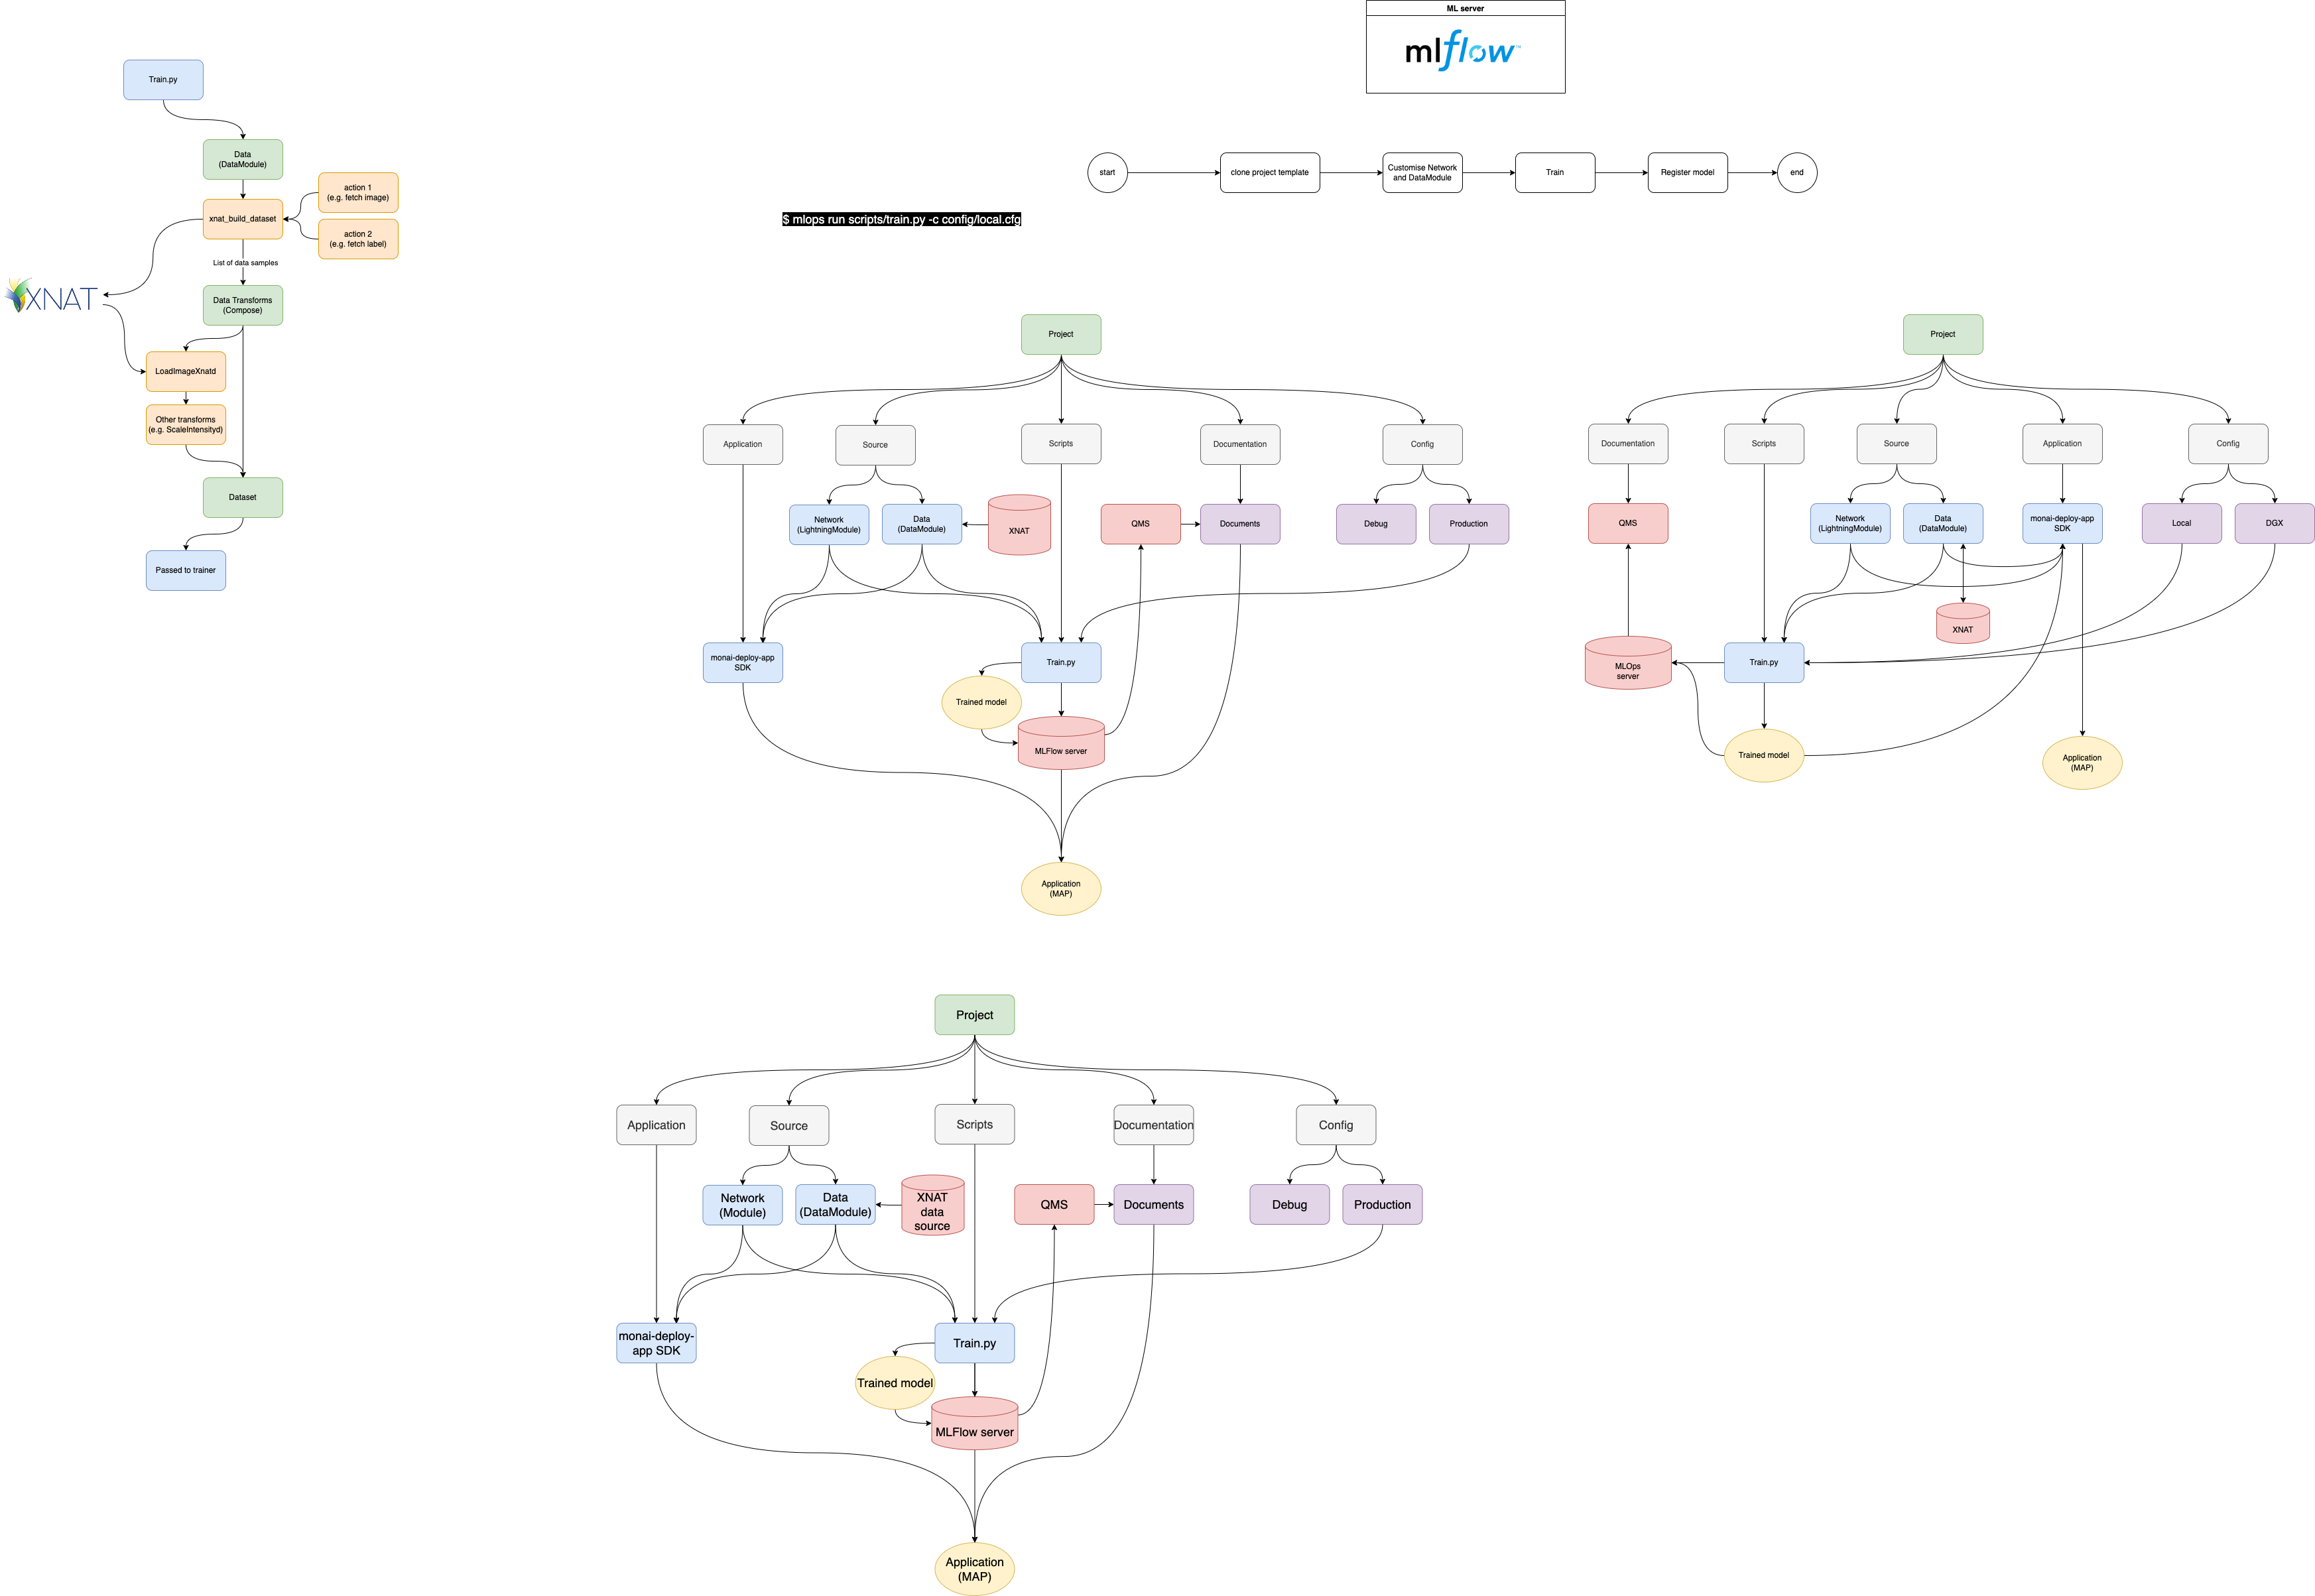 ML server
mlflow™
Train.py
Data
(DataModule)
xnat_build_dataset
action 1
(e.g. fetch image)
action 2
(e.g. fetch label)
List of data samples
XNAT
Data Transforms
(Compose)
LoadImageXnatd
Other transforms
(e.g. ScaleIntensityd)
Dataset
Passed to trainer
start
clone project template
Customise Network
and DataModule
Train
Register model
end
$ mlops run scripts/train.py -c config/local.cfg
Project
Application
Source
Scripts
Documentation
Config
Network
(LightningModule)
Data
(DataModule)
XNAT
QMS
Documents
Debug
Production
monai-deploy-app
SDK
Train.py
Trained model
MLFlow server
Application
(MAP)
Project
Documentation
Scripts
Source
Application
Config
QMS
Network
(LightningModule)
Data
(DataModule)
monai-deploy-app
SDK
Local
DGX
XNAT
MLOps
server
Train.py
Trained model
Application
(MAP)
Project
Application
Source
Scripts
Documentation
Config
Network
(Module)
Data
(DataModule)
XNAT
data
source
QMS
Documents
Debug
Production
monai-deploy-
app SDK
Train.py
Trained model
MLFlow server
Application
(MAP)